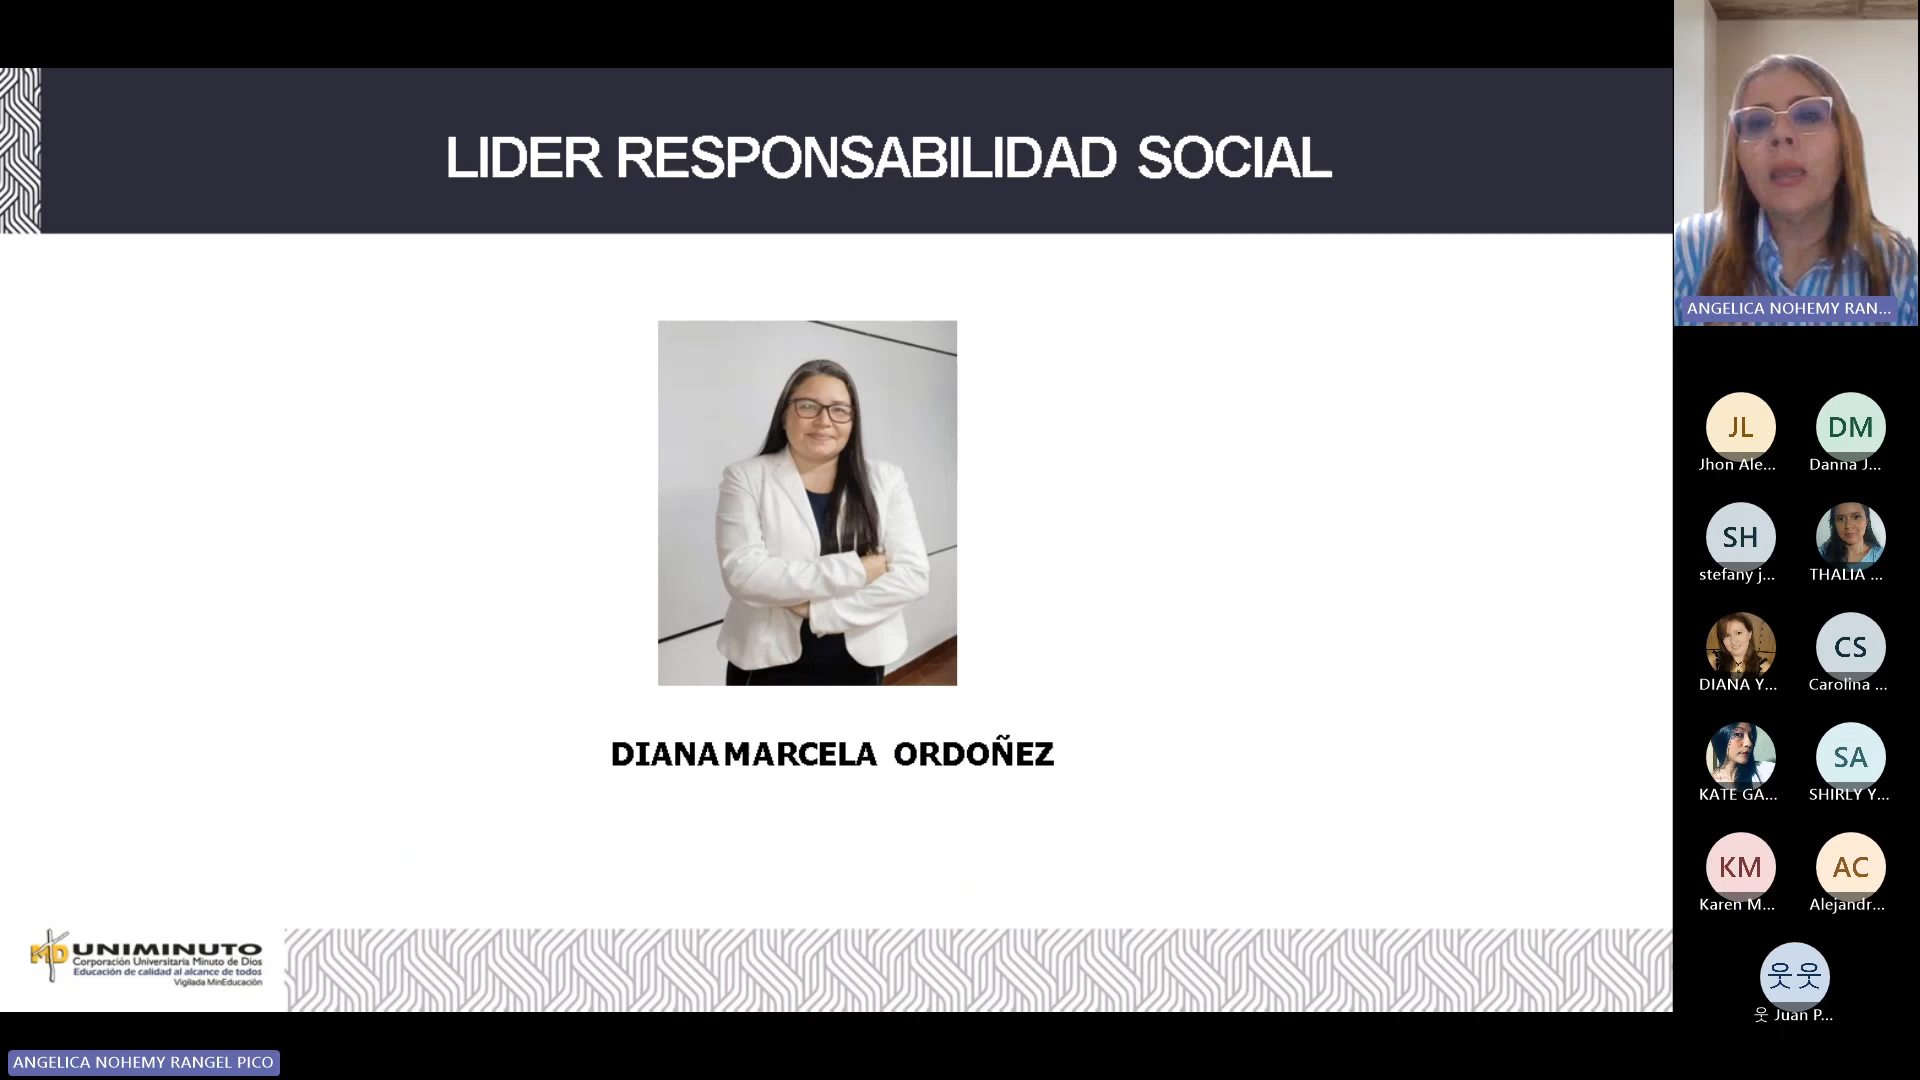 LIDER RESPONSABILIDAD SOCIAL
DIANA MARCELA ORDOÑEZ
MD UNIMINUTO
Corporación Universitaria Minuto de Dios
Educación de calidad al alcance de todos
Vigilada MinEducación
ANGELICA NOHEMY RANGEL PICO
ANGELICA NOHEMY RAN...
JL
Jhon Ale...
DM
Danna J...
SH
stefany j...
THALIA ...
DIANA Y...
CS
Carolina ...
KATE GA...
SA
SHIRLY Y...
KM
Karen M...
AC
Alejandr...
웃웃
웃 Juan P...